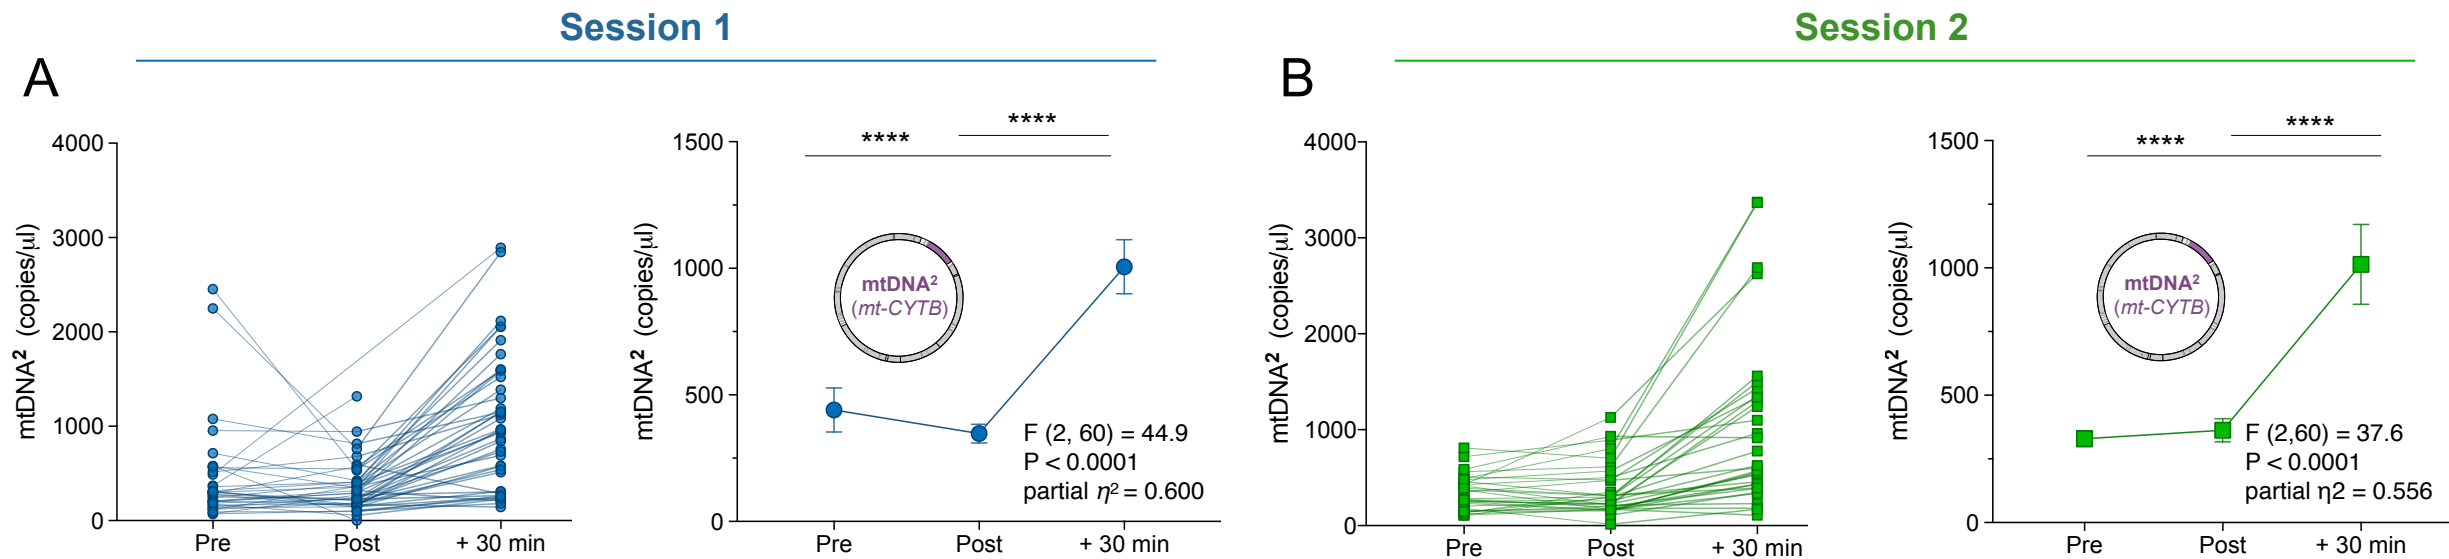 Session 1
A
mtDNA² (copies/µl)
4000
3000
2000
1000
0
Pre
Post
+ 30 min
mtDNA² (copies/µl)
1500
1000
500
0
****
****
mtDNA²
(mt-CYTB)
F (2, 60) = 44.9
P < 0.0001
partial η² = 0.600
Pre
Post
+ 30 min
Session 2
B
mtDNA² (copies/µl)
4000
3000
2000
1000
0
Pre
Post
+ 30 min
mtDNA² (copies/µl)
1500
1000
500
0
****
****
mtDNA²
(mt-CYTB)
F (2,60) = 37.6
P < 0.0001
partial η2 = 0.556
Pre
Post
+ 30 min